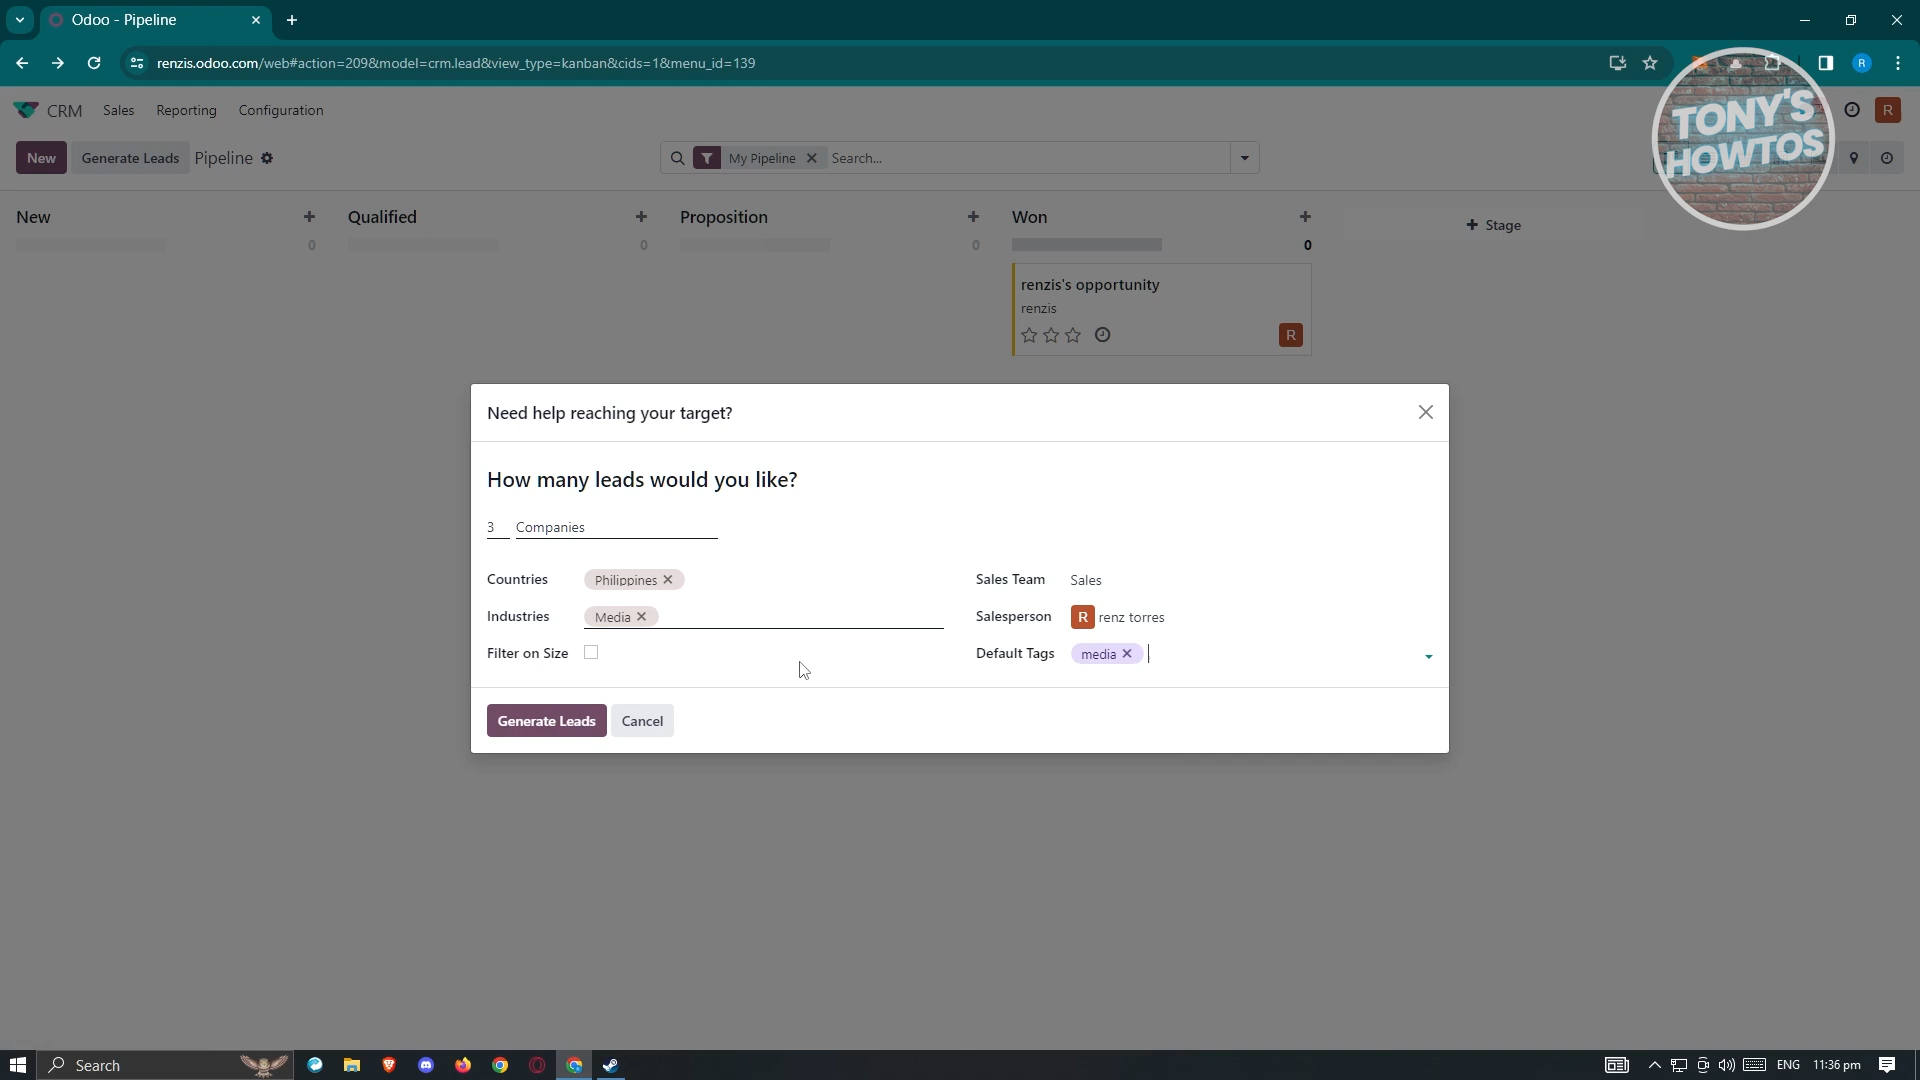 Odoo - Pipeline
renzis.odoo.com/web#action=209&model=crm.lead&view_type=kanban&cids=1&menu_id=139
R
CRM Sales Reporting Configuration
R
New Generate Leads Pipeline My Pipeline Search...
TONY'S
HOWTOS
New Qualified Proposition Won Stage
0 0 0 0
renzis's opportunity
renzis
R
Need help reaching your target?
How many leads would you like?
3 Companies
Countries Philippines Sales Team Sales
Industries Media Salesperson R renz torres
Filter on Size Default Tags media
Generate Leads Cancel
Search ENG 11:36 pm